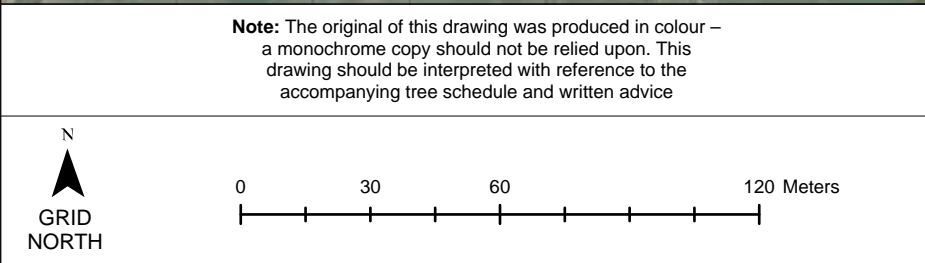 Note: The original of this drawing was produced in colour –
a monochrome copy should not be relied upon. This
drawing should be interpreted with reference to the
accompanying tree schedule and written advice
N
GRID
NORTH
0 30 60 120 Meters